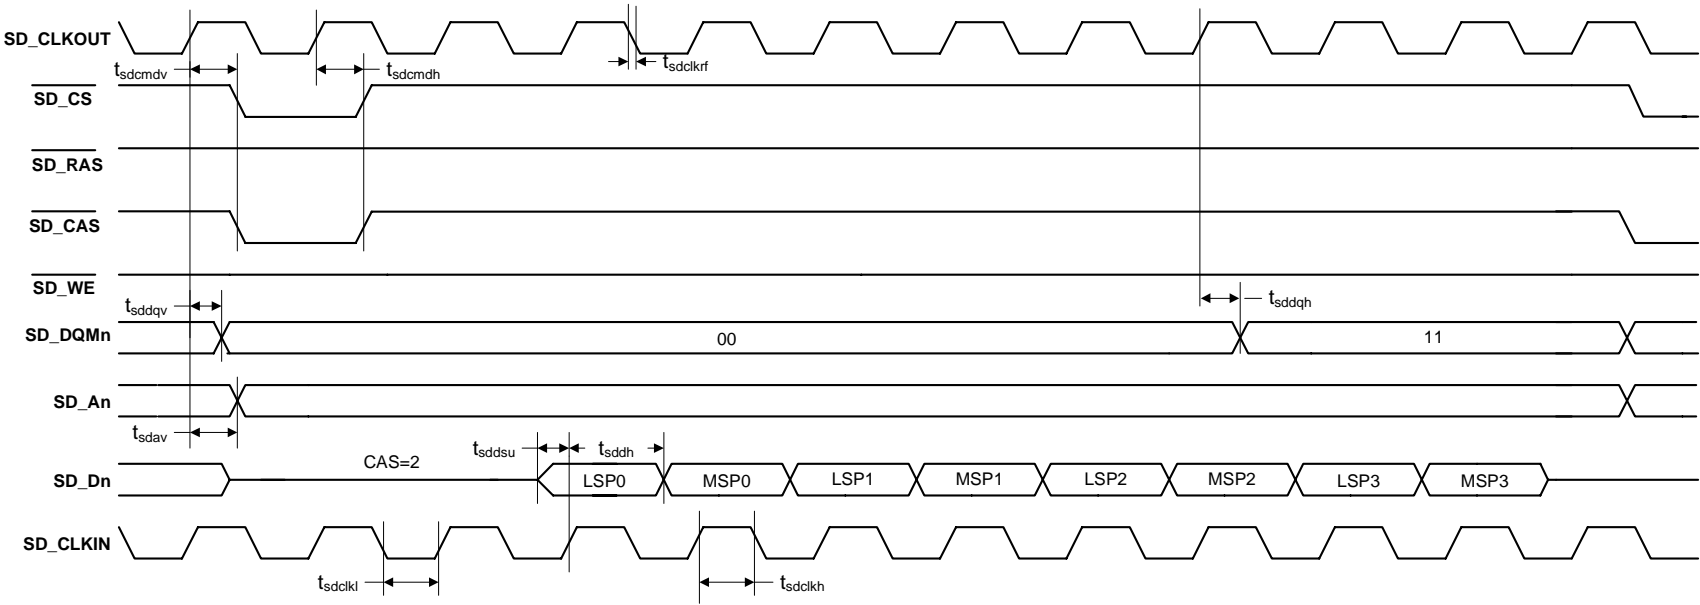 SD_CLKOUT
tsdcmdv tsdcmdh tsdclkrf
SD_CS
SD_RAS
SD_CAS
SD_WE
tsddqv tsddqh
SD_DQMn 00 11
SD_An
tsdav tsddsu tsddh
SD_Dn CAS=2 LSP0 MSP0 LSP1 MSP1 LSP2 MSP2 LSP3 MSP3
SD_CLKIN
tsdclkl tsdclkh